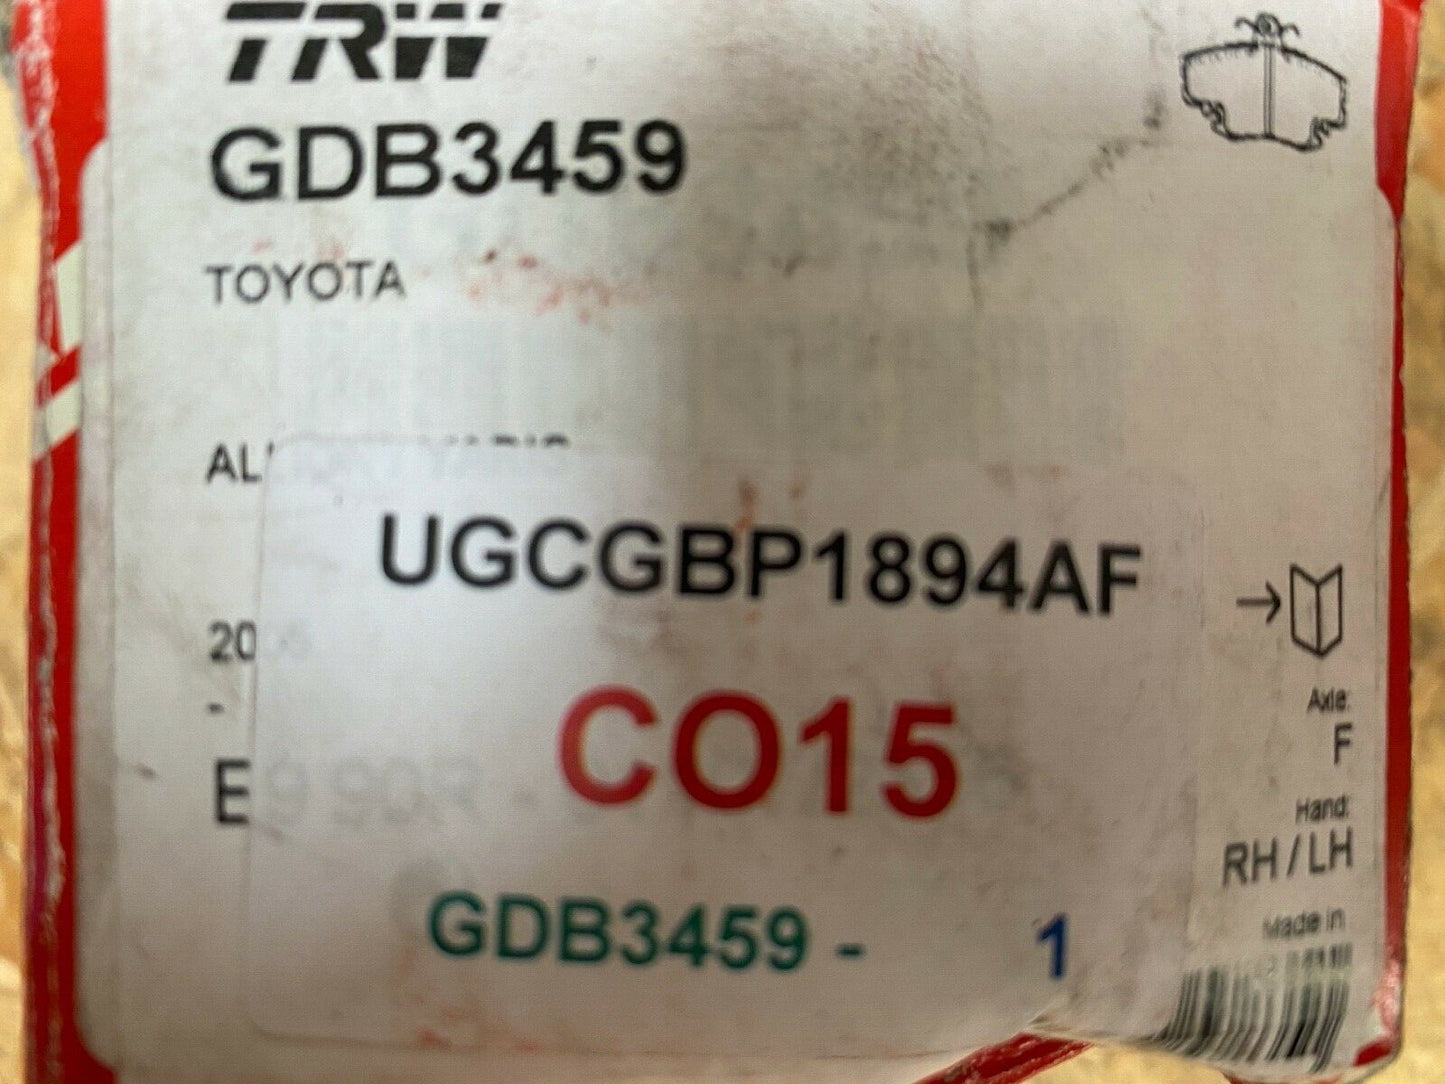 TRW
GDB3459
TOYOTA
UGCGBP1894AF
CO15
GDB3459 - 1
Axle:
F
Hand:
RH / LH
Made in